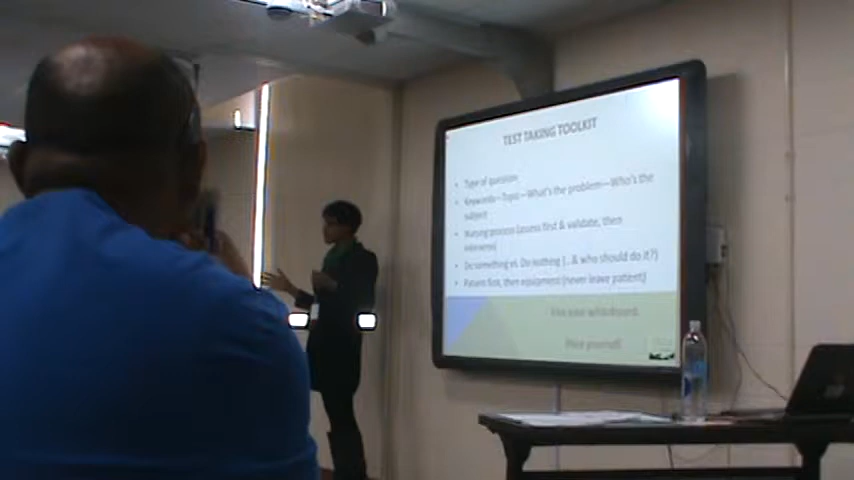 TEST TAKING TOOLKIT
• Type of question
• Keywords—Topic—What's the problem—Who's the
subject
• Nursing process (assess first & validate, then
intervene)
• Do something vs. Do nothing (.. & who should do it?)
• Patient first, then equipment (never leave patient)
Use your whiteboard.